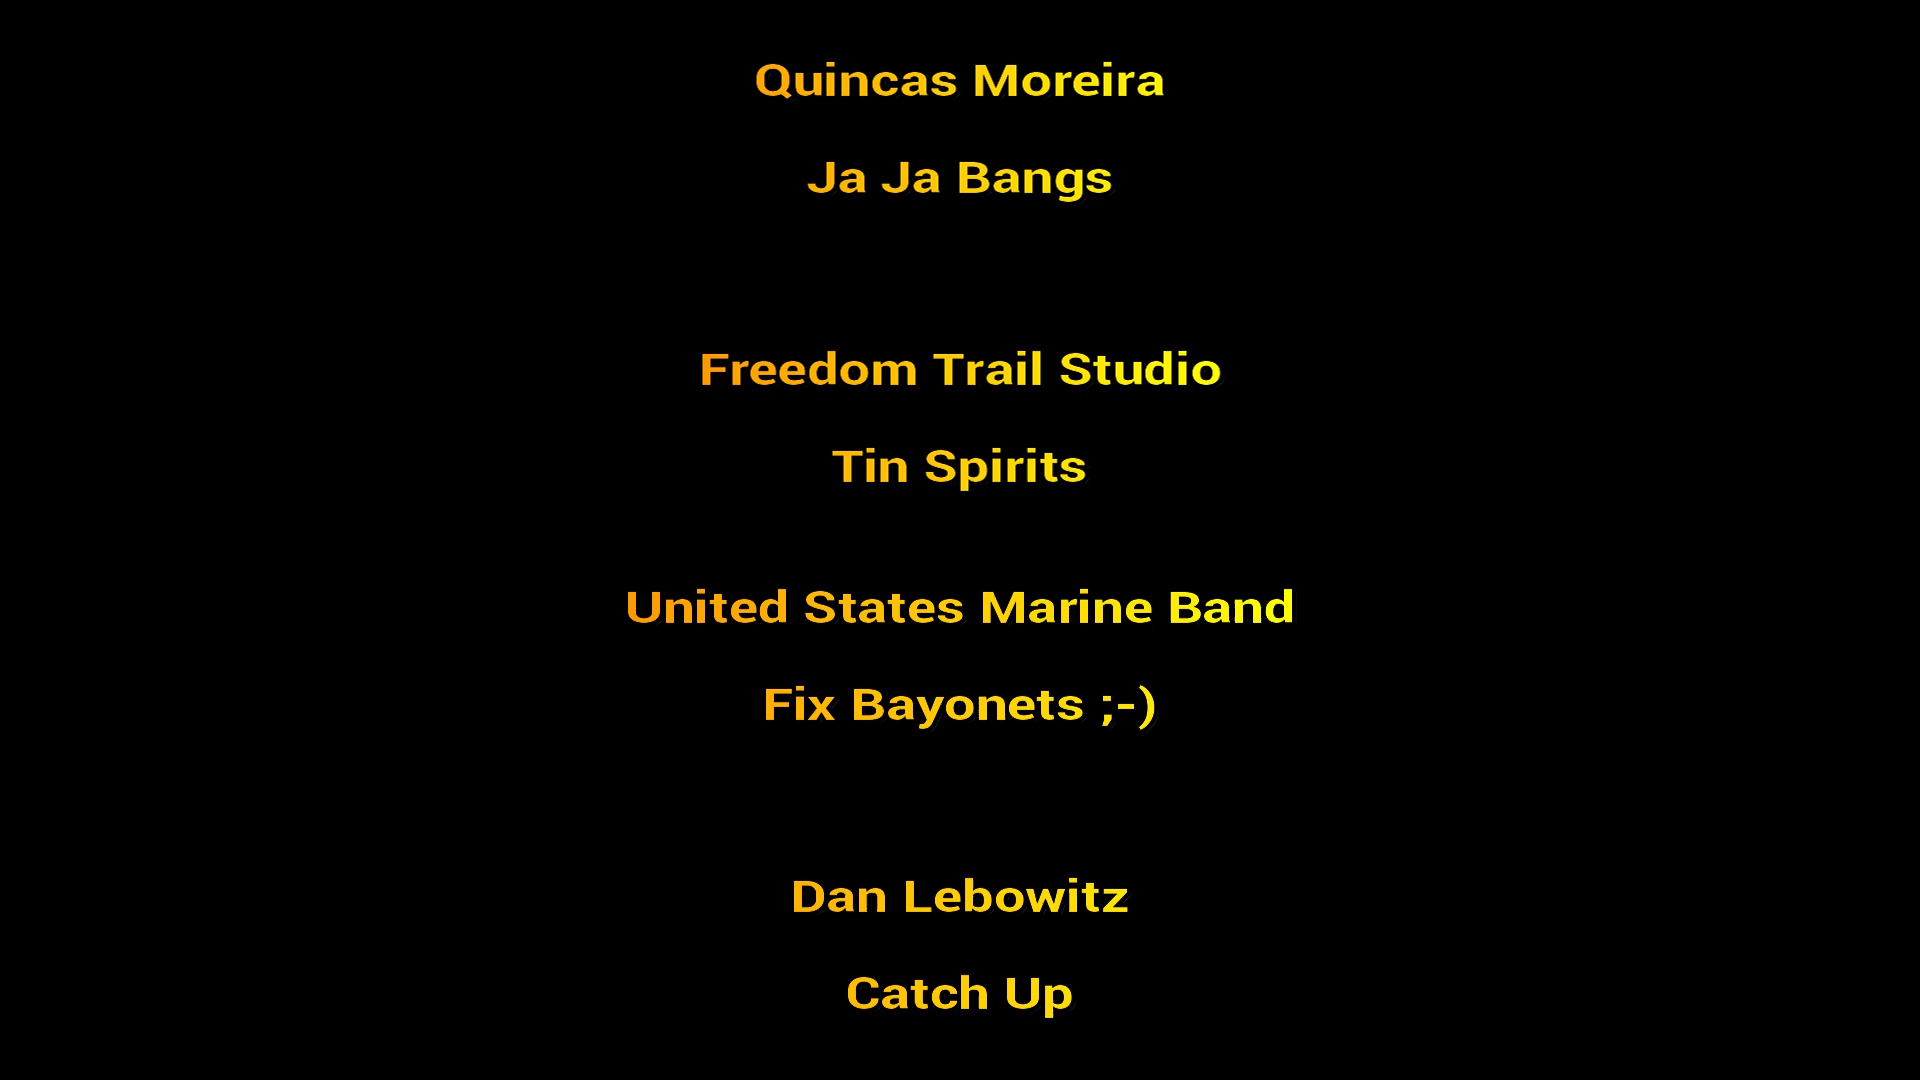 Quincas Moreira
Ja Ja Bangs
Freedom Trail Studio
Tin Spirits
United States Marine Band
Fix Bayonets ;-)
Dan Lebowitz
Catch Up